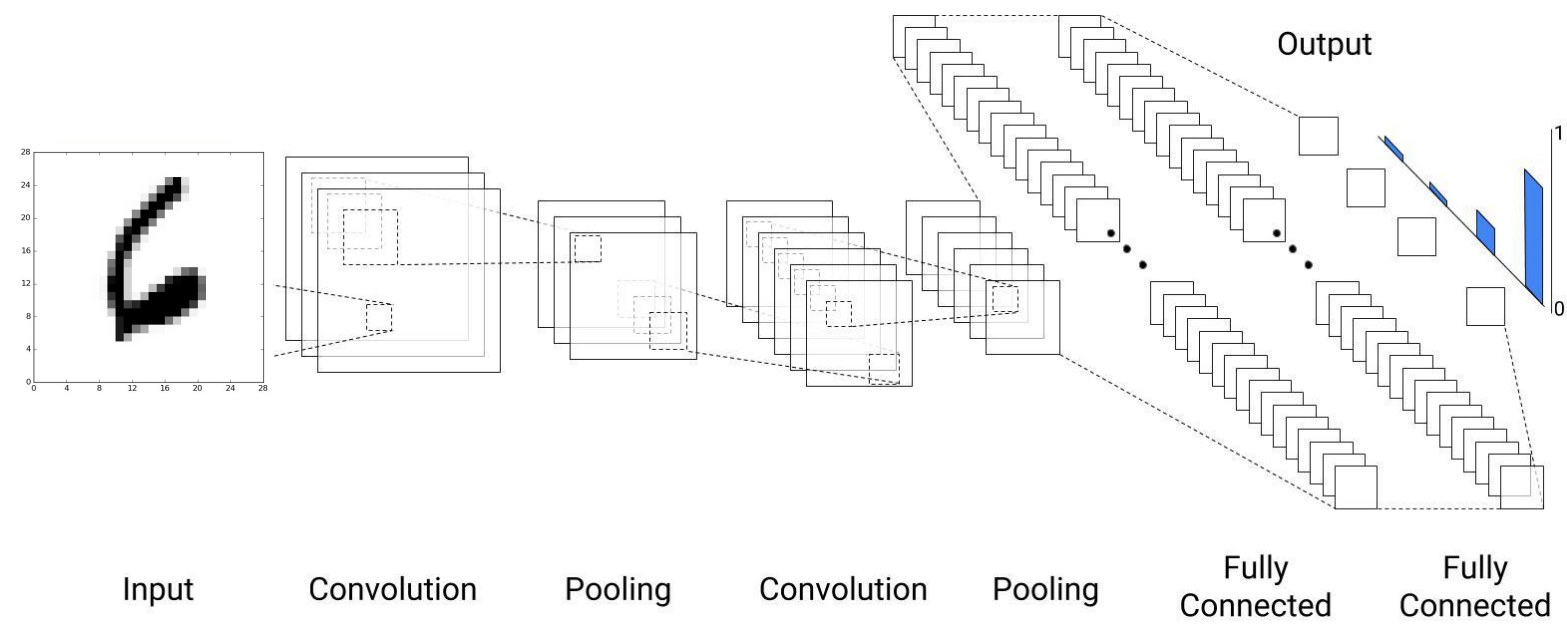 Output
1
0
28
24
20
16
12
8
4
0
0 4 8 12 16 20 24 28
Input
Convolution
Pooling
Convolution
Pooling
Fully
Connected
Fully
Connected